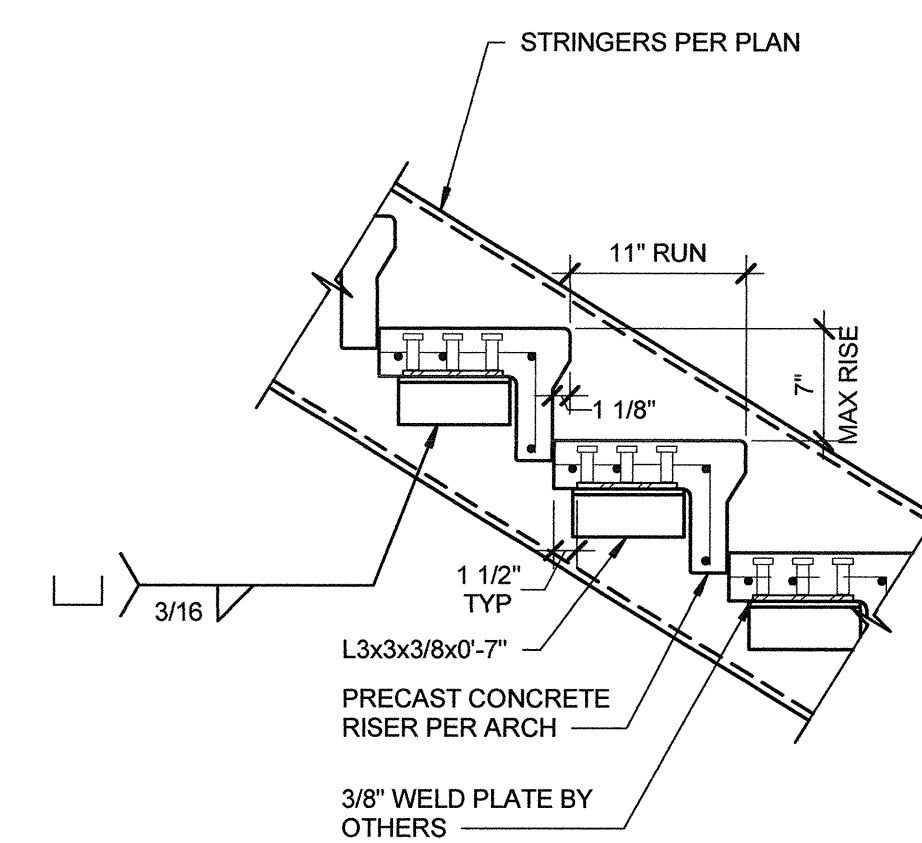 STRINGERS PER PLAN
11" RUN
7"
MAX RISE
1 1/8"
1 1/2"
TYP
3/16
L3x3x3/8x0'-7"
PRECAST CONCRETE
RISER PER ARCH
3/8" WELD PLATE BY
OTHERS